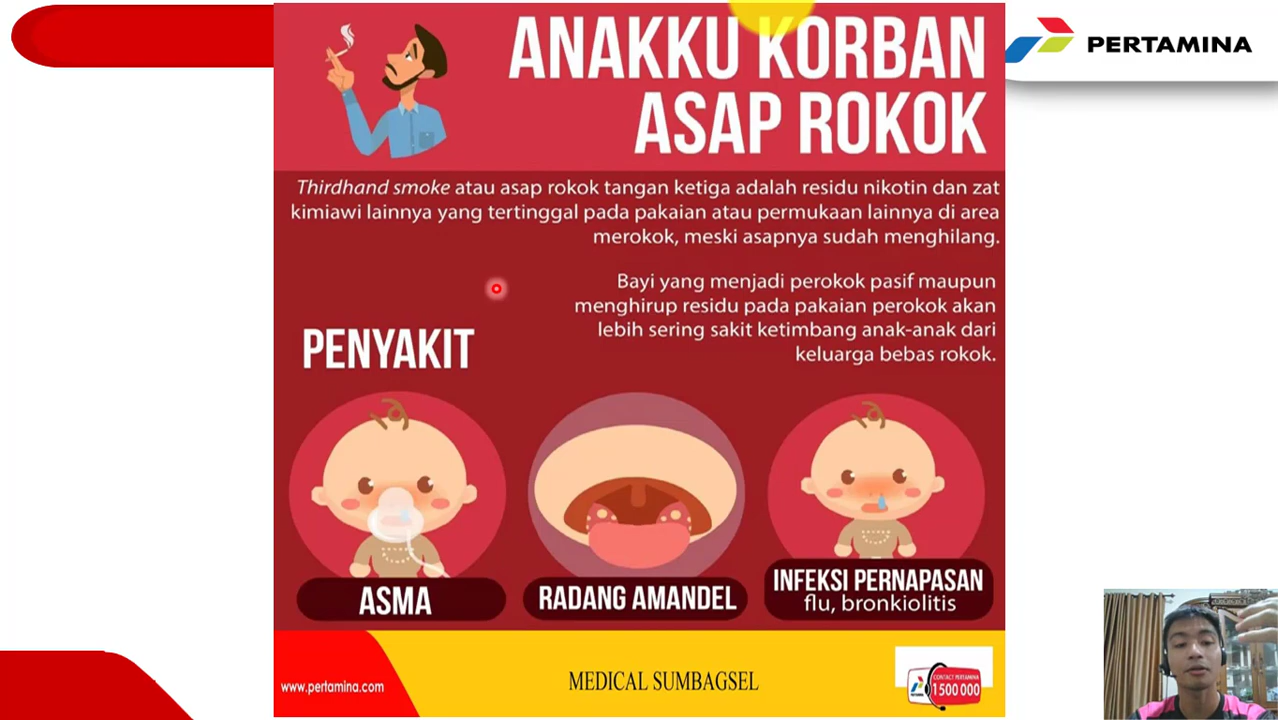 ANAKKU KORBAN
ASAP ROKOK
PERTAMINA
Thirdhand smoke atau asap rokok tangan ketiga adalah residu nikotin dan zat
kimiawi lainnya yang tertinggal pada pakaian atau permukaan lainnya di area
merokok, meski asapnya sudah menghilang.
Bayi yang menjadi perokok pasif maupun
menghirup residu pada pakaian perokok akan
lebih sering sakit ketimbang anak-anak dari
keluarga bebas rokok.
PENYAKIT
ASMA
RADANG AMANDEL
INFEKSI PERNAPASAN
flu, bronkiolitis
www.pertamina.com
MEDICAL SUMBAGSEL
CONTACT PERTAMINA
1 500 000